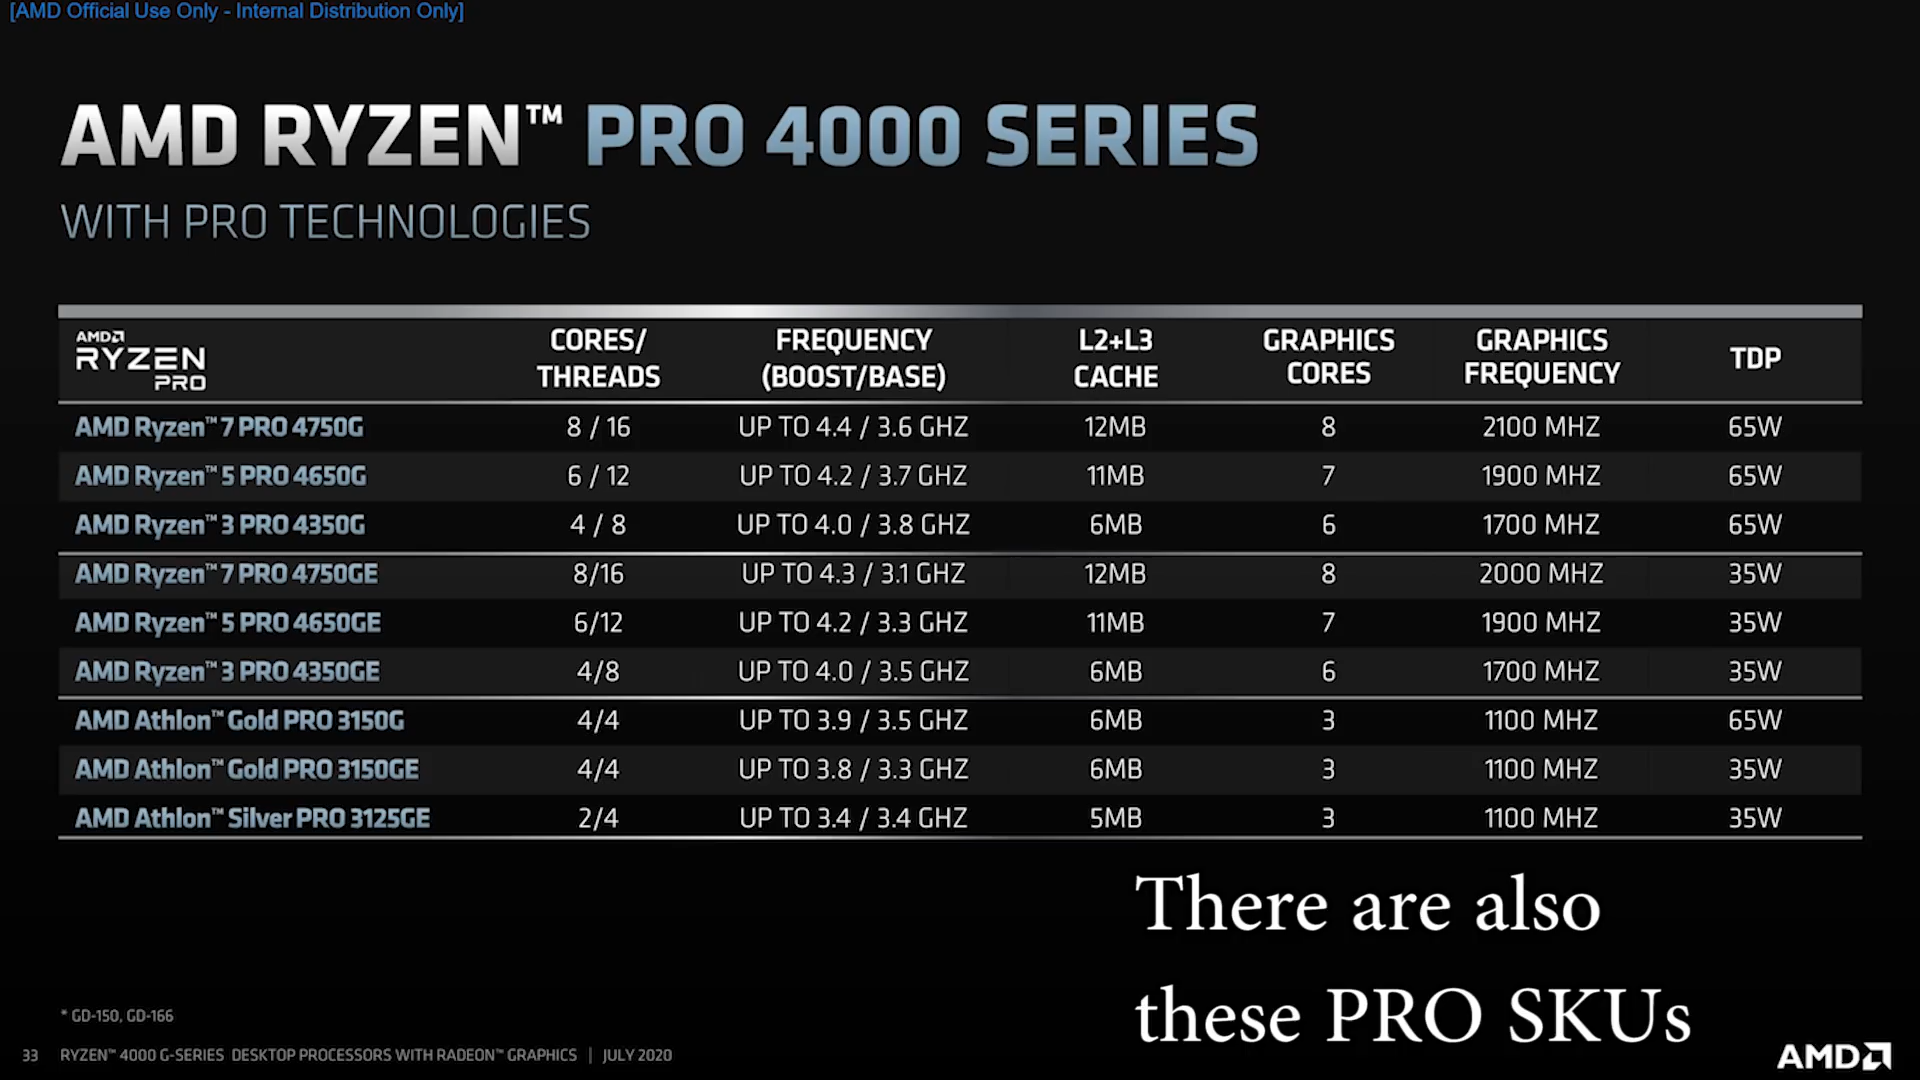 [AMD Official Use Only - Internal Distribution Only]
AMD RYZEN™ PRO 4000 SERIES
WITH PRO TECHNOLOGIES
AMD RYZEN PRO CORES/THREADS FREQUENCY (BOOST/BASE) L2+L3 CACHE GRAPHICS CORES GRAPHICS FREQUENCY TDP
AMD Ryzen™ 7 PRO 4750G 8 / 16 UP TO 4.4 / 3.6 GHZ 12MB 8 2100 MHZ 65W
AMD Ryzen™ 5 PRO 4650G 6 / 12 UP TO 4.2 / 3.7 GHZ 11MB 7 1900 MHZ 65W
AMD Ryzen™ 3 PRO 4350G 4 / 8 UP TO 4.0 / 3.8 GHZ 6MB 6 1700 MHZ 65W
AMD Ryzen™ 7 PRO 4750GE 8/16 UP TO 4.3 / 3.1 GHZ 12MB 8 2000 MHZ 35W
AMD Ryzen™ 5 PRO 4650GE 6/12 UP TO 4.2 / 3.3 GHZ 11MB 7 1900 MHZ 35W
AMD Ryzen™ 3 PRO 4350GE 4/8 UP TO 4.0 / 3.5 GHZ 6MB 6 1700 MHZ 35W
AMD Athlon™ Gold PRO 3150G 4/4 UP TO 3.9 / 3.5 GHZ 6MB 3 1100 MHZ 65W
AMD Athlon™ Gold PRO 3150GE 4/4 UP TO 3.8 / 3.3 GHZ 6MB 3 1100 MHZ 35W
AMD Athlon™ Silver PRO 3125GE 2/4 UP TO 3.4 / 3.4 GHZ 5MB 3 1100 MHZ 35W
There are also
these PRO SKUs
* GD-150, GD-166
33 RYZEN™ 4000 G-SERIES DESKTOP PROCESSORS WITH RADEON™ GRAPHICS | JULY 2020
AMD